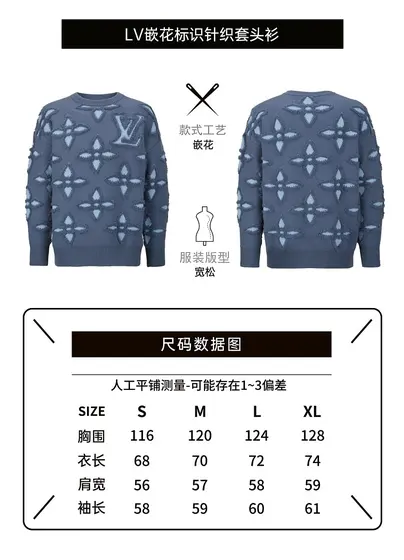 LV嵌花标识针织套头衫
款式工艺
嵌花
服装版型
宽松
尺码数据图
人工平铺测量-可能存在1~3偏差
SIZE S M L XL
胸围 116 120 124 128
衣长 68 70 72 74
肩宽 56 57 58 59
袖长 58 59 60 61